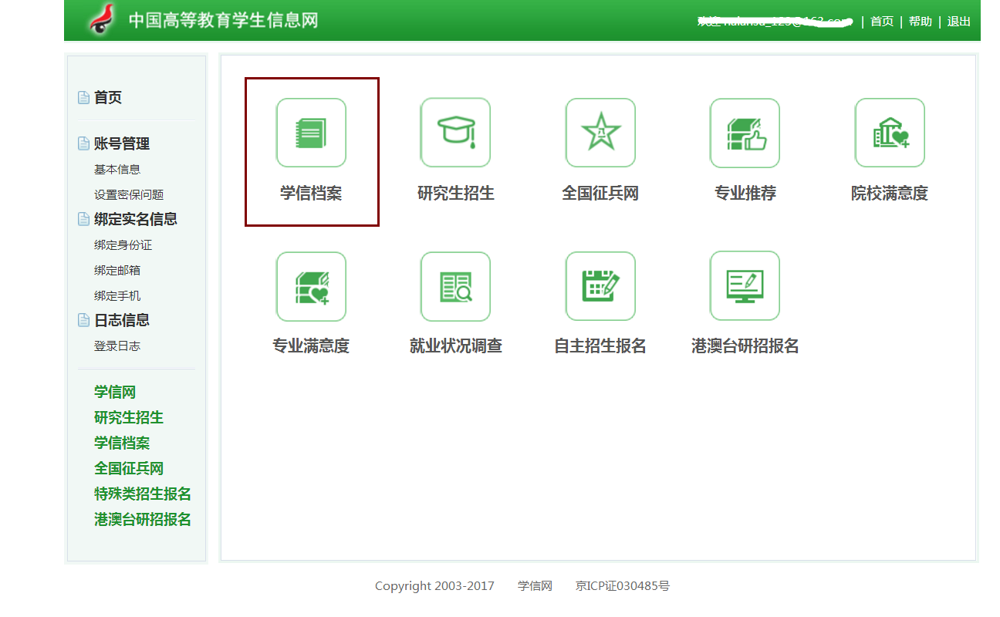 中国高等教育学生信息网
欢迎 | 首页 | 帮助 | 退出
首页
账号管理
基本信息
设置密保问题
绑定实名信息
绑定身份证
绑定邮箱
绑定手机
日志信息
登录日志
学信网
研究生招生
学信档案
全国征兵网
特殊类招生报名
港澳台研招报名
学信档案 研究生招生 全国征兵网 专业推荐 院校满意度
专业满意度 就业状况调查 自主招生报名 港澳台研招报名
Copyright 2003-2017 学信网 京ICP证030485号